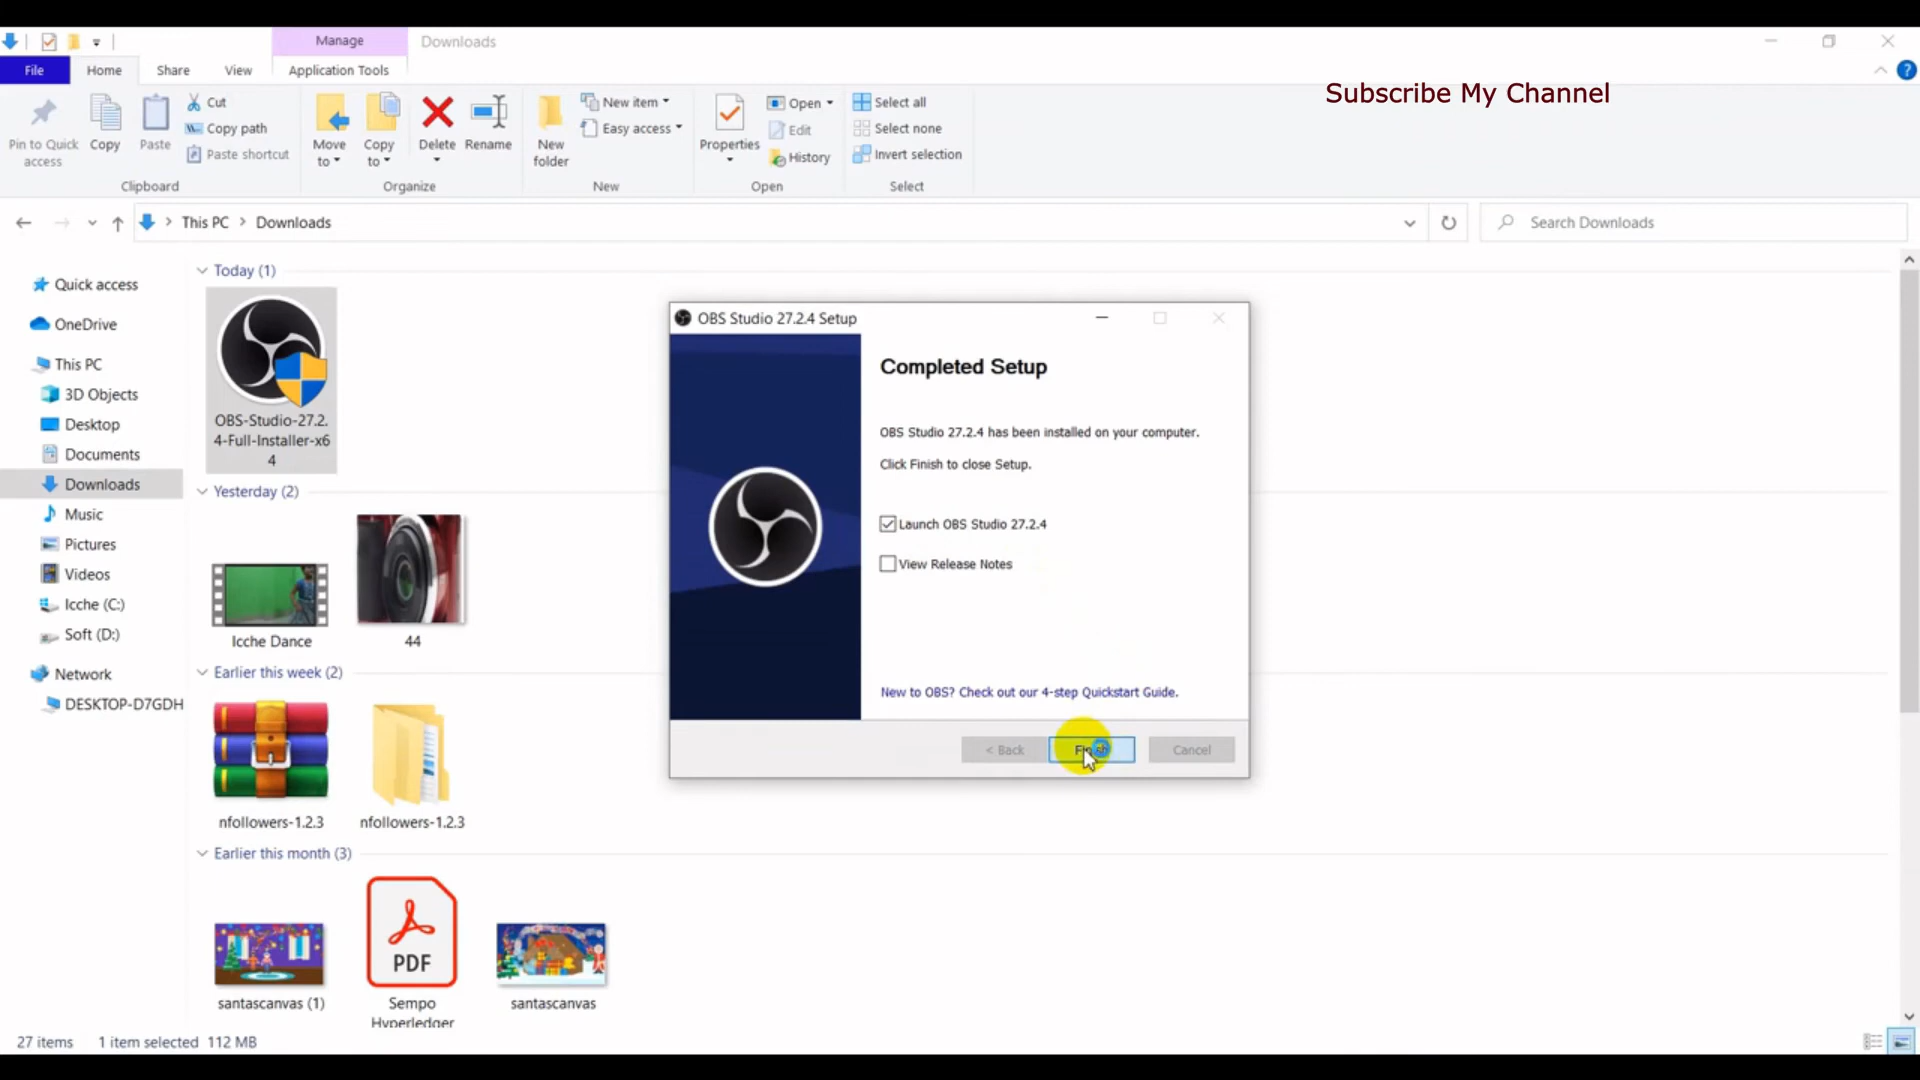 Manage
Downloads
File
Home
Share
View
Application Tools
Subscribe My Channel
Pin to Quick
access
Copy
Paste
Cut
Copy path
Paste shortcut
Clipboard
Move
to
Copy
to
Delete
Rename
Organize
New
folder
New item
Easy access
New
Properties
Open
Edit
History
Open
Select all
Select none
Invert selection
Select
This PC
Downloads
Search Downloads
Quick access
OneDrive
This PC
3D Objects
Desktop
Documents
Downloads
Music
Pictures
Videos
Icche (C:)
Soft (D:)
Network
DESKTOP-D7GDH
Today (1)
OBS-Studio-27.2.
4-Full-Installer-x6
4
Yesterday (2)
Icche Dance
44
Earlier this week (2)
nfollowers-1.2.3
nfollowers-1.2.3
Earlier this month (3)
PDF
santascanvas (1)
Sempo
Hyperledger
santascanvas
OBS Studio 27.2.4 Setup
Completed Setup
OBS Studio 27.2.4 has been installed on your computer.
Click Finish to close Setup.
Launch OBS Studio 27.2.4
View Release Notes
New to OBS? Check out our 4-step Quickstart Guide.
< Back
Finish
Cancel
27 items
1 item selected 112 MB